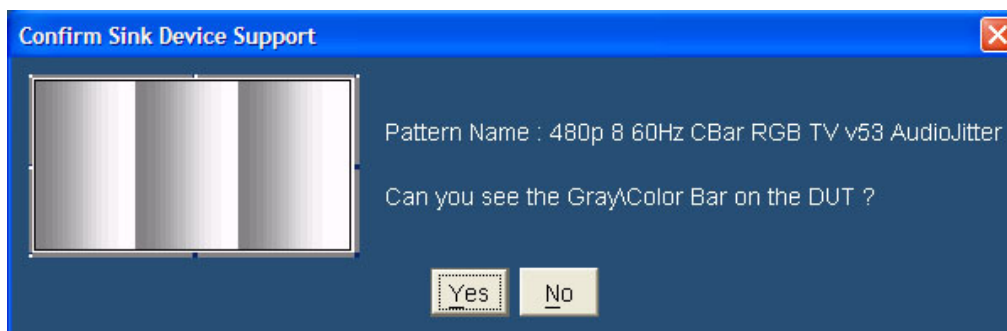 Confirm Sink Device Support
Pattern Name : 480p 8 60Hz CBar RGB TV v53 AudioJitter
Can you see the Gray\Color Bar on the DUT ?
Yes No